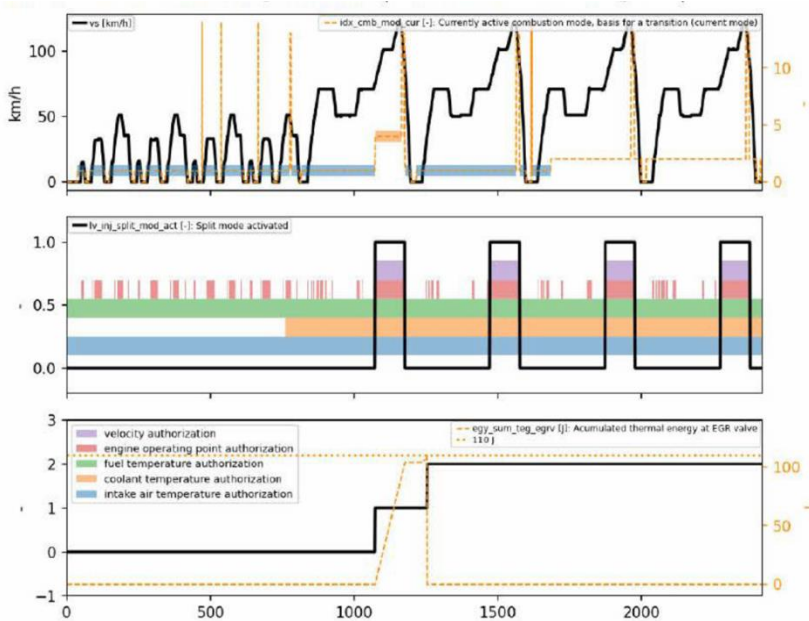 vs [km/h]
idx_cmb_mod_cur [-]: Currently active combustion mode, basis for a transition (current mode)
km/h
100
50
0
10
5
0
lv_inj_split_mod_act [-]: Split mode activated
1.0
0.5
0.0
-
3
2
1
0
-1
-
velocity authorization
engine operating point authorization
fuel temperature authorization
coolant temperature authorization
intake air temperature authorization
egy_sum_teg_egrv [J]: Acumulated thermal energy at EGR valve
110 J
100
50
0
0
500
1000
1500
2000